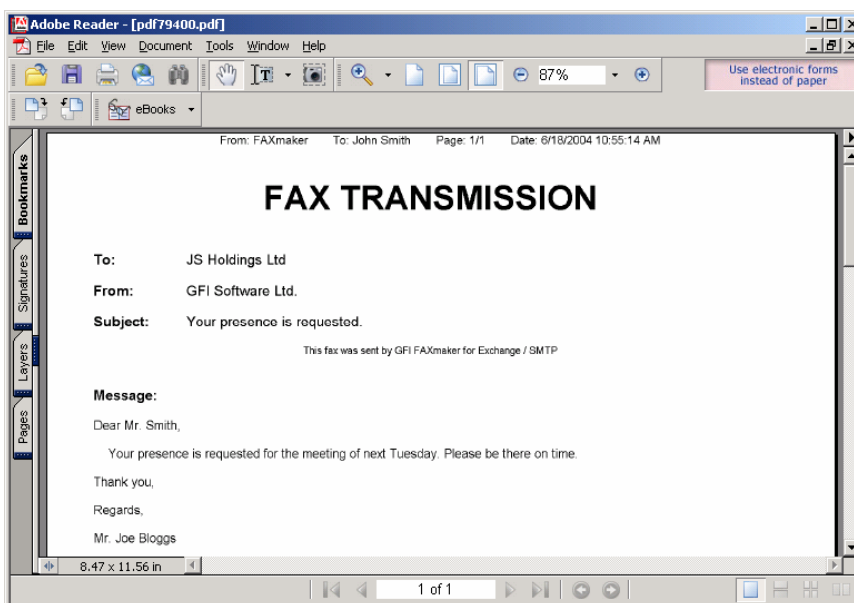 Adobe Reader - [pdf79400.pdf]
File Edit View Document Tools Window Help
87%
Use electronic forms
instead of paper
eBooks
Bookmarks
Signatures
Layers
Pages
From: FAXmaker To: John Smith Page: 1/1 Date: 6/18/2004 10:55:14 AM
FAX TRANSMISSION
To: JS Holdings Ltd
From: GFI Software Ltd.
Subject: Your presence is requested.
This fax was sent by GFI FAXmaker for Exchange / SMTP
Message:
Dear Mr. Smith,
Your presence is requested for the meeting of next Tuesday. Please be there on time.
Thank you,
Regards,
Mr. Joe Bloggs
8.47 x 11.56 in
1 of 1